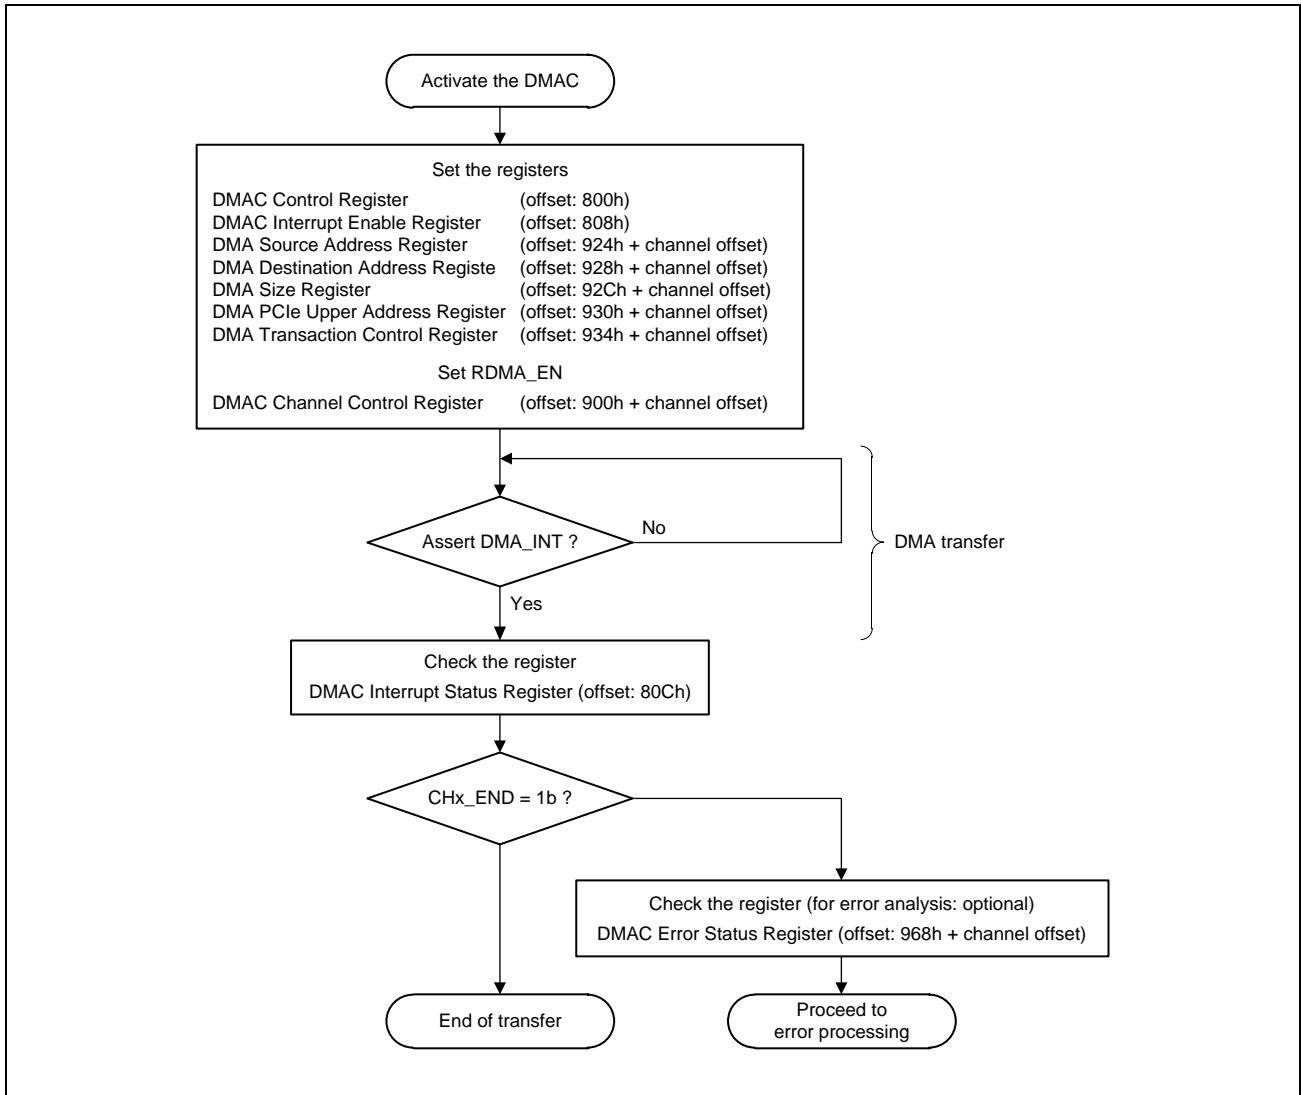 Activate the DMAC
Set the registers
DMAC Control Register (offset: 800h)
DMAC Interrupt Enable Register (offset: 808h)
DMA Source Address Register (offset: 924h + channel offset)
DMA Destination Address Registe (offset: 928h + channel offset)
DMA Size Register (offset: 92Ch + channel offset)
DMA PCIe Upper Address Register (offset: 930h + channel offset)
DMA Transaction Control Register (offset: 934h + channel offset)
Set RDMA_EN
DMAC Channel Control Register (offset: 900h + channel offset)
Assert DMA_INT ?
No
DMA transfer
Yes
Check the register
DMAC Interrupt Status Register (offset: 80Ch)
CHx_END = 1b ?
Check the register (for error analysis: optional)
DMAC Error Status Register (offset: 968h + channel offset)
End of transfer
Proceed to
error processing